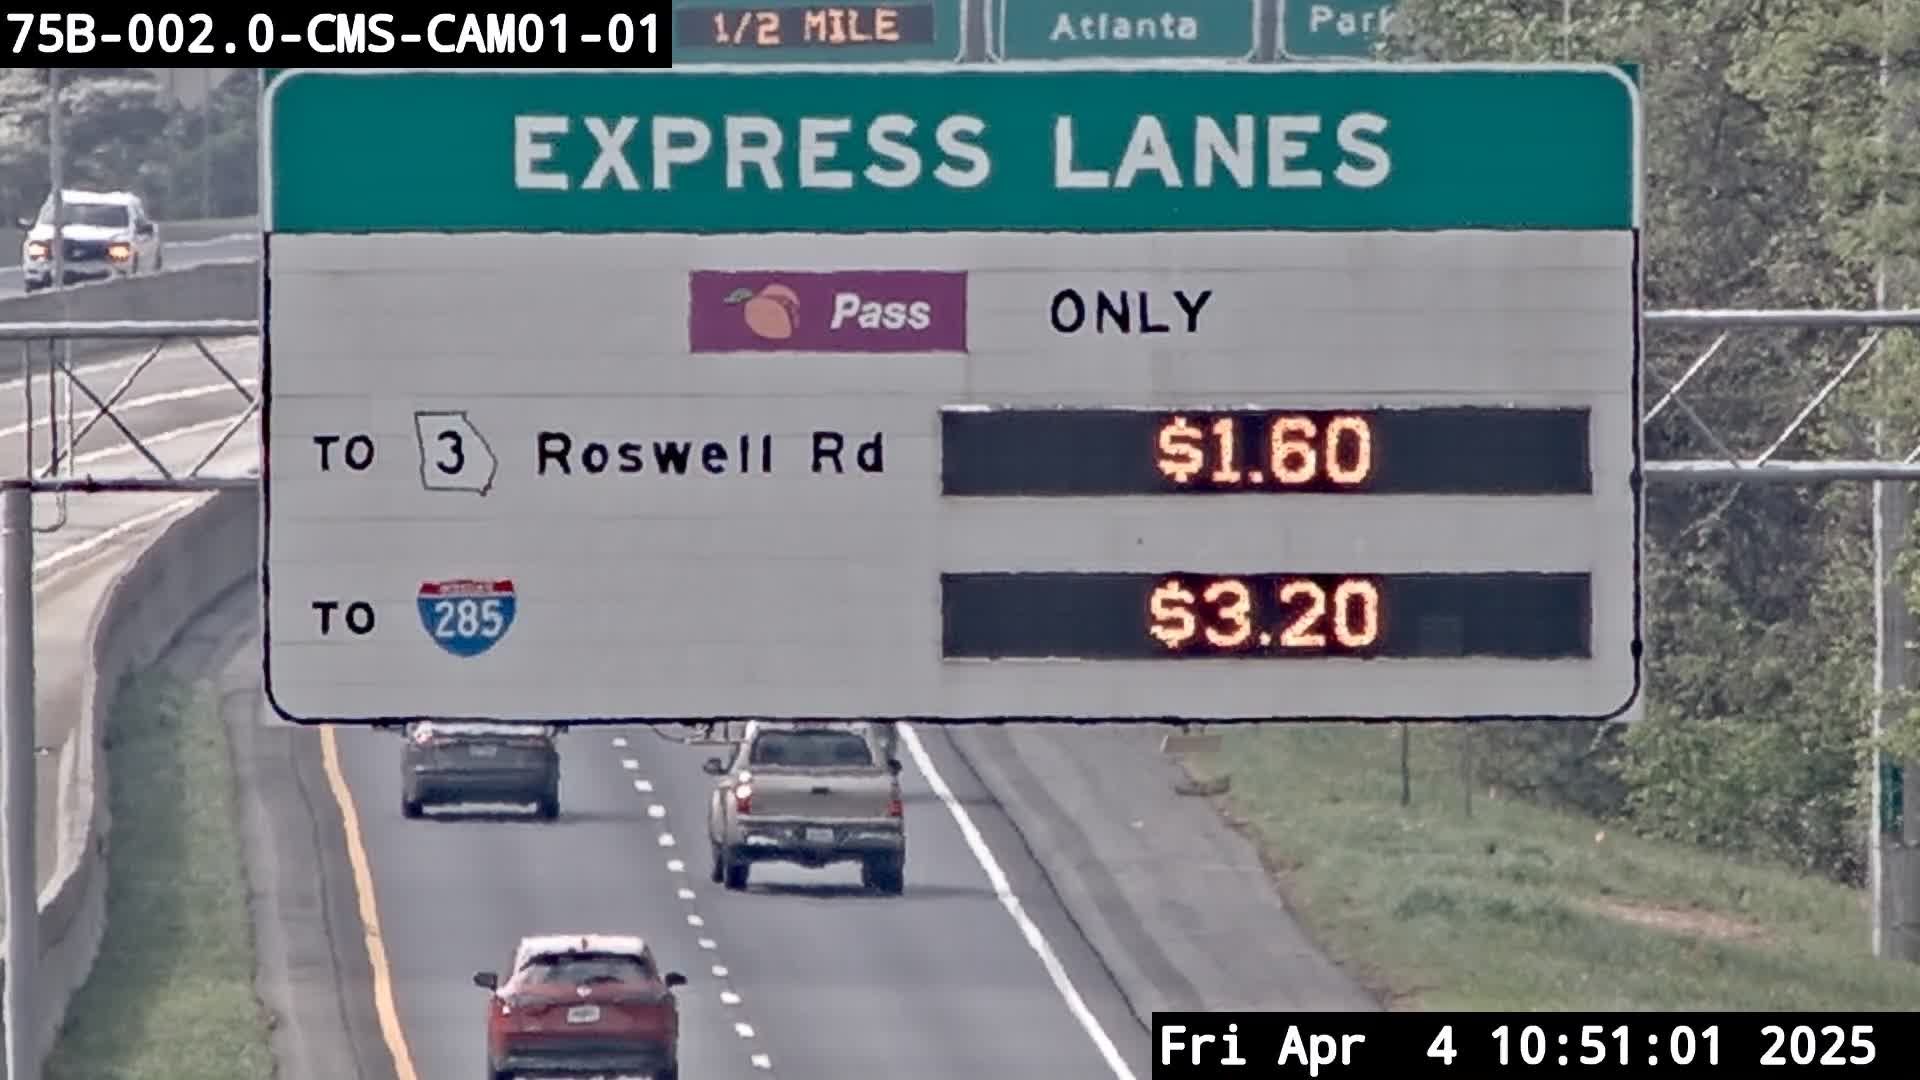 75B-002.0-CMS-CAM01-01
1/2 MILE
Atlanta
Park
EXPRESS LANES
Pass ONLY
TO 3 Roswell Rd $1.60
TO 285 $3.20
Fri Apr 4 10:51:01 2025